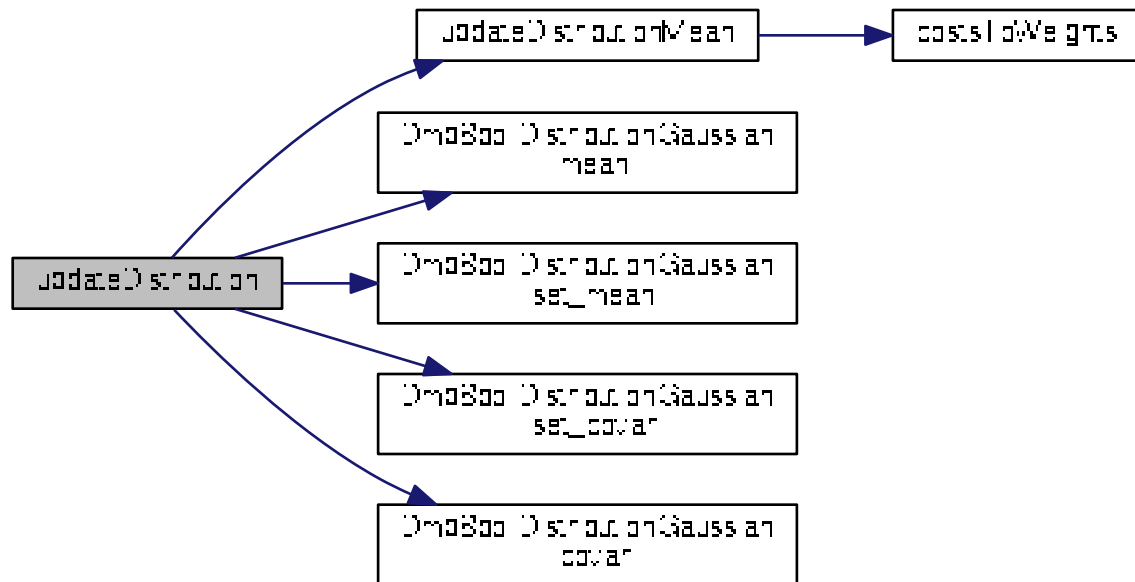 updateDistributionMean
costsToWeights
DmpBbo::DistributionGaussian
::mean
DmpBbo::DistributionGaussian
::set_mean
updateDistribution
DmpBbo::DistributionGaussian
::set_covar
DmpBbo::DistributionGaussian
::covar